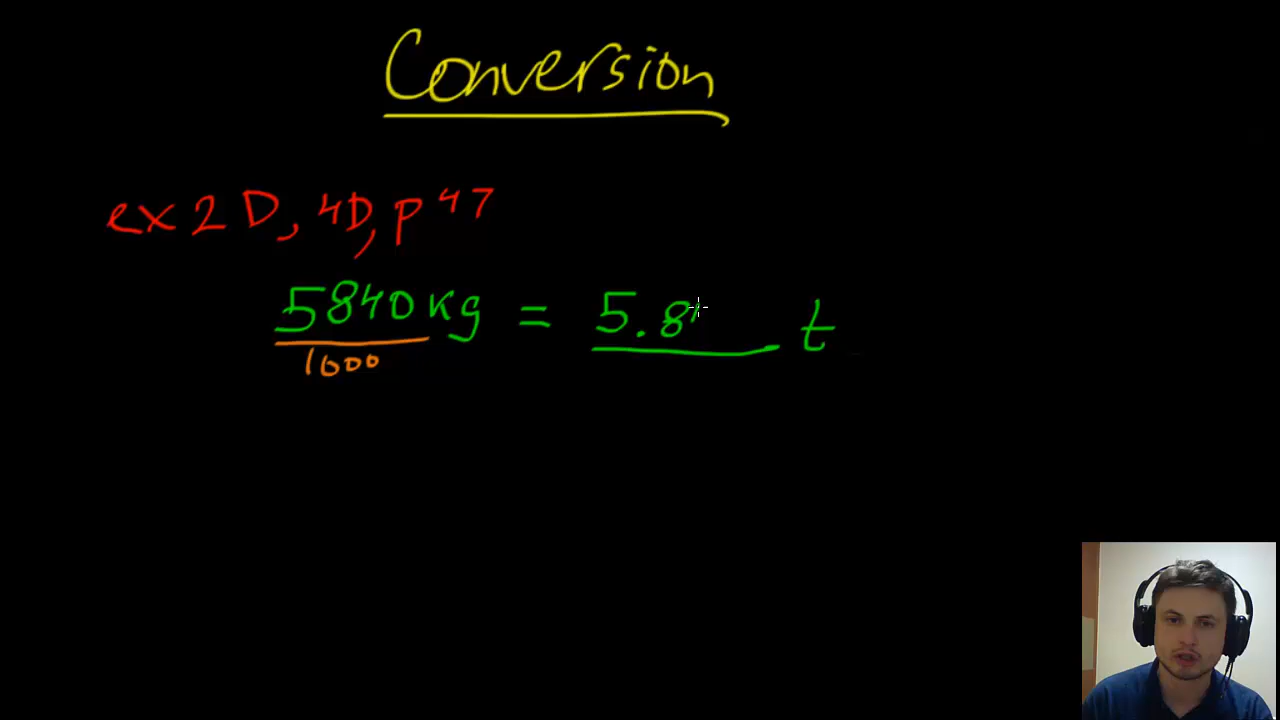 Conversion
ex 2D, 4D, p 47
5840 kg = 5.8 t
1000